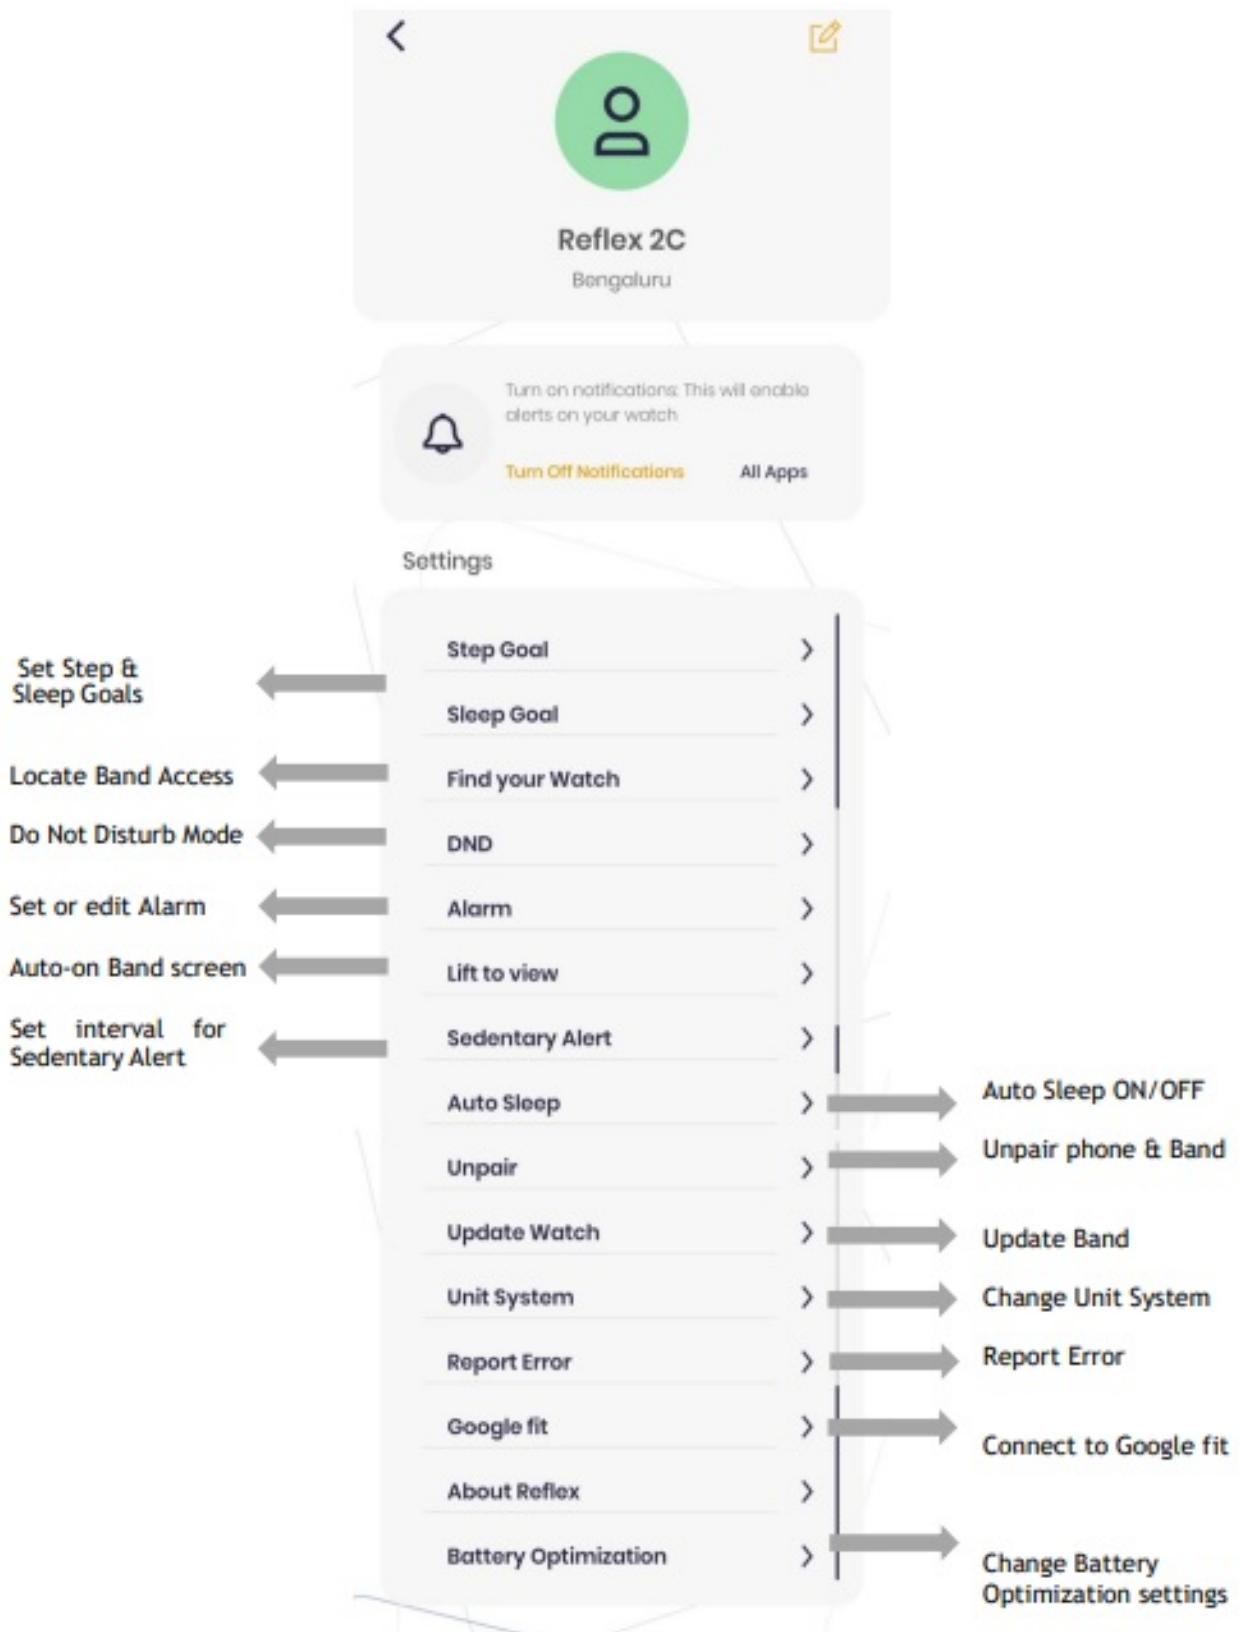 Reflex 2C
Bengaluru
Turn on notifications: This will enable
alerts on your watch
Turn Off Notifications All Apps
Settings
Step Goal
Set Step &
Sleep Goals
Sleep Goal
Locate Band Access
Find your Watch
Do Not Disturb Mode
DND
Set or edit Alarm
Alarm
Auto-on Band screen
Lift to view
Set interval for
Sedentary Alert
Sedentary Alert
Auto Sleep
Auto Sleep ON/OFF
Unpair
Unpair phone & Band
Update Watch
Update Band
Unit System
Change Unit System
Report Error
Report Error
Google fit
Connect to Google fit
About Reflex
Battery Optimization
Change Battery
Optimization settings